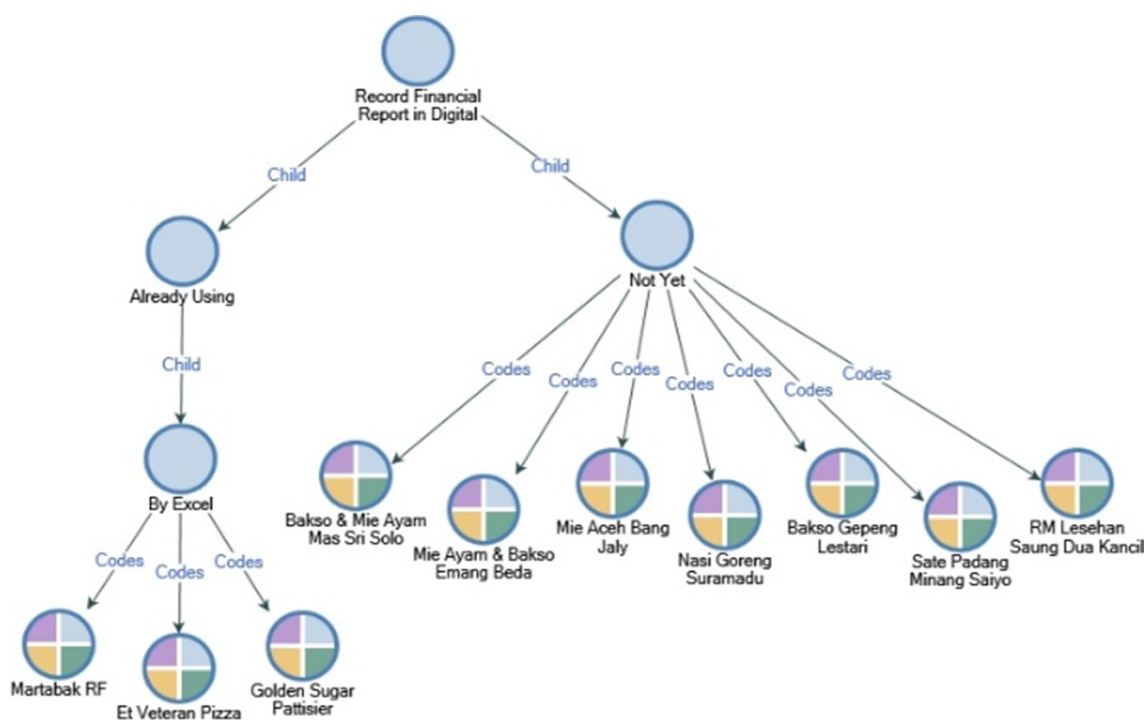 Record Financial
Report in Digital
Child
Child
Already Using
Not Yet
Child
Codes
Codes
Codes
Codes
Codes
Codes
Codes
By Excel
Bakso & Mie Ayam
Mas Sri Solo
Mie Ayam & Bakso
Emang Beda
Mie Aceh Bang
Jaly
Nasi Goreng
Suramadu
Bakso Gepeng
Lestari
Sate Padang
Minang Saiyo
RM Lesehan
Saung Dua Kancil
Codes
Codes
Codes
Martabak RF
Et Veteran Pizza
Golden Sugar
Pattisier